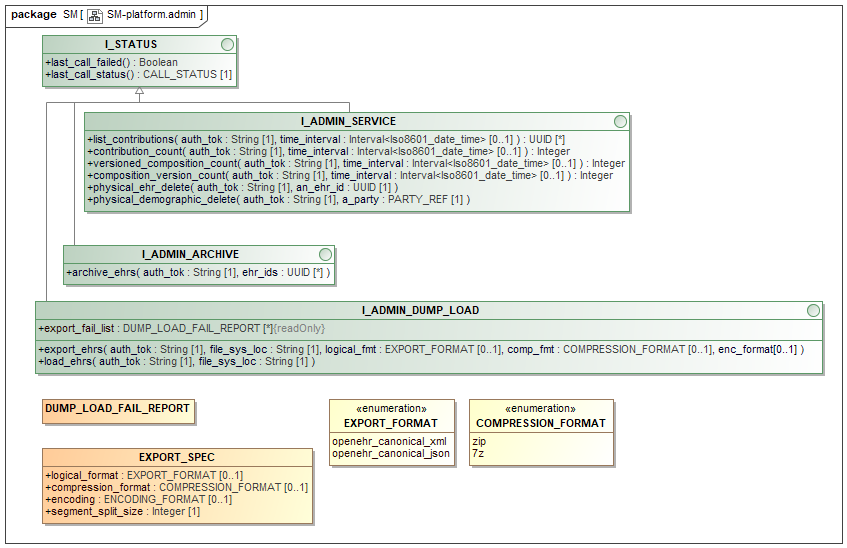 package SM [ SM-platform.admin ]
I_STATUS
+last_call_failed() : Boolean
+last_call_status() : CALL_STATUS [1]
I_ADMIN_SERVICE
+list_contributions( auth_tok : String [1], time_interval : Interval<Iso8601_date_time> [0..1] ) : UUID [*]
+contribution_count( auth_tok : String [1], time_interval : Interval<Iso8601_date_time> [0..1] ) : Integer
+versioned_composition_count( auth_tok : String [1], time_interval : Interval<Iso8601_date_time> [0..1] ) : Integer
+composition_version_count( auth_tok : String [1], time_interval : Interval<Iso8601_date_time> [0..1] ) : Integer
+physical_ehr_delete( auth_tok : String [1], an_ehr_id : UUID [1] )
+physical_demographic_delete( auth_tok : String [1], a_party : PARTY_REF [1] )
I_ADMIN_ARCHIVE
+archive_ehrs( auth_tok : String [1], ehr_ids : UUID [*] )
I_ADMIN_DUMP_LOAD
+export_fail_list : DUMP_LOAD_FAIL_REPORT [*]{readOnly}
+export_ehrs( auth_tok : String [1], file_sys_loc : String [1], logical_fmt : EXPORT_FORMAT [0..1], comp_fmt : COMPRESSION_FORMAT [0..1], enc_format[0..1] )
+load_ehrs( auth_tok : String [1], file_sys_loc : String [1] )
DUMP_LOAD_FAIL_REPORT
«enumeration»
EXPORT_FORMAT
openehr_canonical_xml
openehr_canonical_json
«enumeration»
COMPRESSION_FORMAT
zip
7z
EXPORT_SPEC
+logical_format : EXPORT_FORMAT [0..1]
+compression_format : COMPRESSION_FORMAT [0..1]
+encoding : ENCODING_FORMAT [0..1]
+segment_split_size : Integer [1]